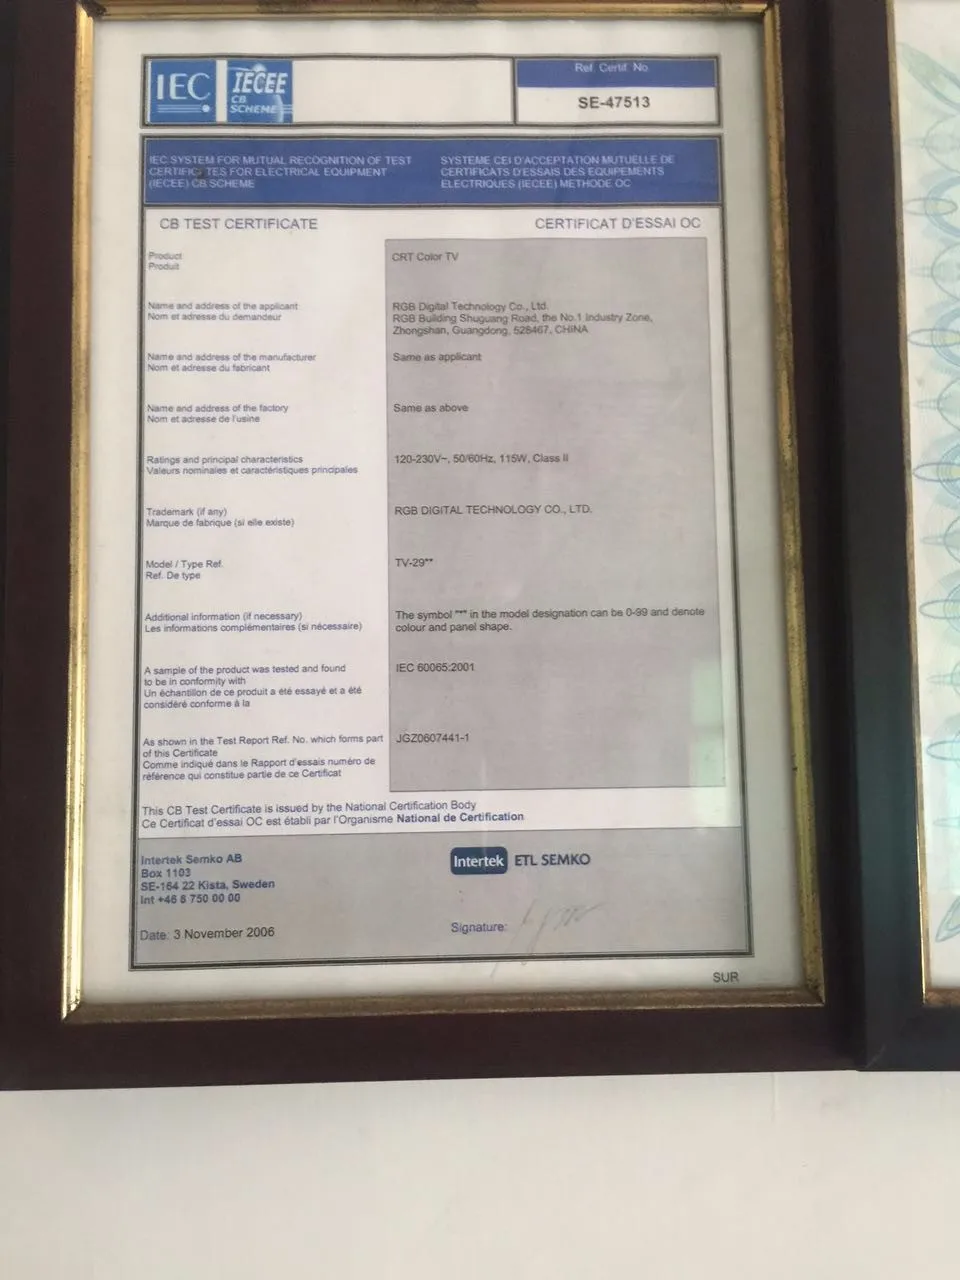 IEC
IECEE
CB
SCHEME
Ref. Certif. No.
SE-47513
IEC SYSTEM FOR MUTUAL RECOGNITION OF TEST
CERTIFICATES FOR ELECTRICAL EQUIPMENT
(IECEE) CB SCHEME
SYSTEME CEI D'ACCEPTATION MUTUELLE DE
CERTIFICATS D'ESSAIS DES EQUIPEMENTS
ELECTRIQUES (IECEE) METHODE OC
CB TEST CERTIFICATE
CERTIFICAT D'ESSAI OC
Product
Produit
CRT Color TV
Name and address of the applicant
Nom et adresse du demandeur
RGB Digital Technology Co., Ltd.
RGB Building Shuguang Road, the No.1 Industry Zone,
Zhongshan, Guangdong, 528467, CHINA
Name and address of the manufacturer
Nom et adresse du fabricant
Same as applicant
Name and address of the factory
Nom et adresse de l'usine
Same as above
Ratings and principal characteristics
Valeurs nominales et caractéristiques principales
120-230V~, 50/60Hz, 115W, Class II
Trademark (if any)
Marque de fabrique (si elle existe)
RGB DIGITAL TECHNOLOGY CO., LTD.
Model / Type Ref.
Ref. De type
TV-29**
Additional information (if necessary)
Les informations complémentaires (si nécessaire)
The symbol "*" in the model designation can be 0-99 and denote
colour and panel shape.
A sample of the product was tested and found
to be in conformity with
Un échantillon de ce produit a été essayé et a été
considéré conforme à la
IEC 60065:2001
As shown in the Test Report Ref. No. which forms part
of this Certificate
Comme indiqué dans le Rapport d'essais numéro de
référence qui constitue partie de ce Certificat
JGZ0607441-1
This CB Test Certificate is issued by the National Certification Body
Ce Certificat d'essai OC est établi par l'Organisme National de Certification
Intertek Semko AB
Box 1103
SE-164 22 Kista, Sweden
Int +46 8 750 00 00
Intertek ETL SEMKO
Date: 3 November 2006
Signature:
SUR